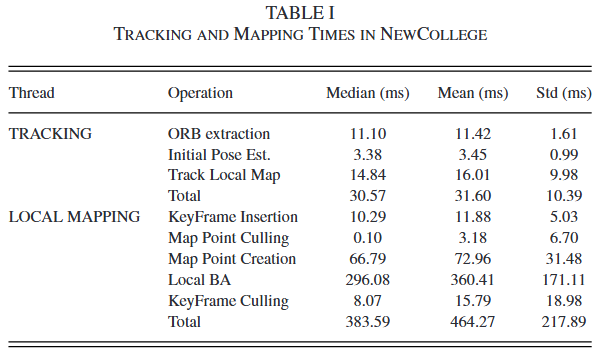 TABLE I
TRACKING AND MAPPING TIMES IN NEWCOLLEGE
Thread Operation Median (ms) Mean (ms) Std (ms)
TRACKING ORB extraction 11.10 11.42 1.61
Initial Pose Est. 3.38 3.45 0.99
Track Local Map 14.84 16.01 9.98
Total 30.57 31.60 10.39
LOCAL MAPPING KeyFrame Insertion 10.29 11.88 5.03
Map Point Culling 0.10 3.18 6.70
Map Point Creation 66.79 72.96 31.48
Local BA 296.08 360.41 171.11
KeyFrame Culling 8.07 15.79 18.98
Total 383.59 464.27 217.89